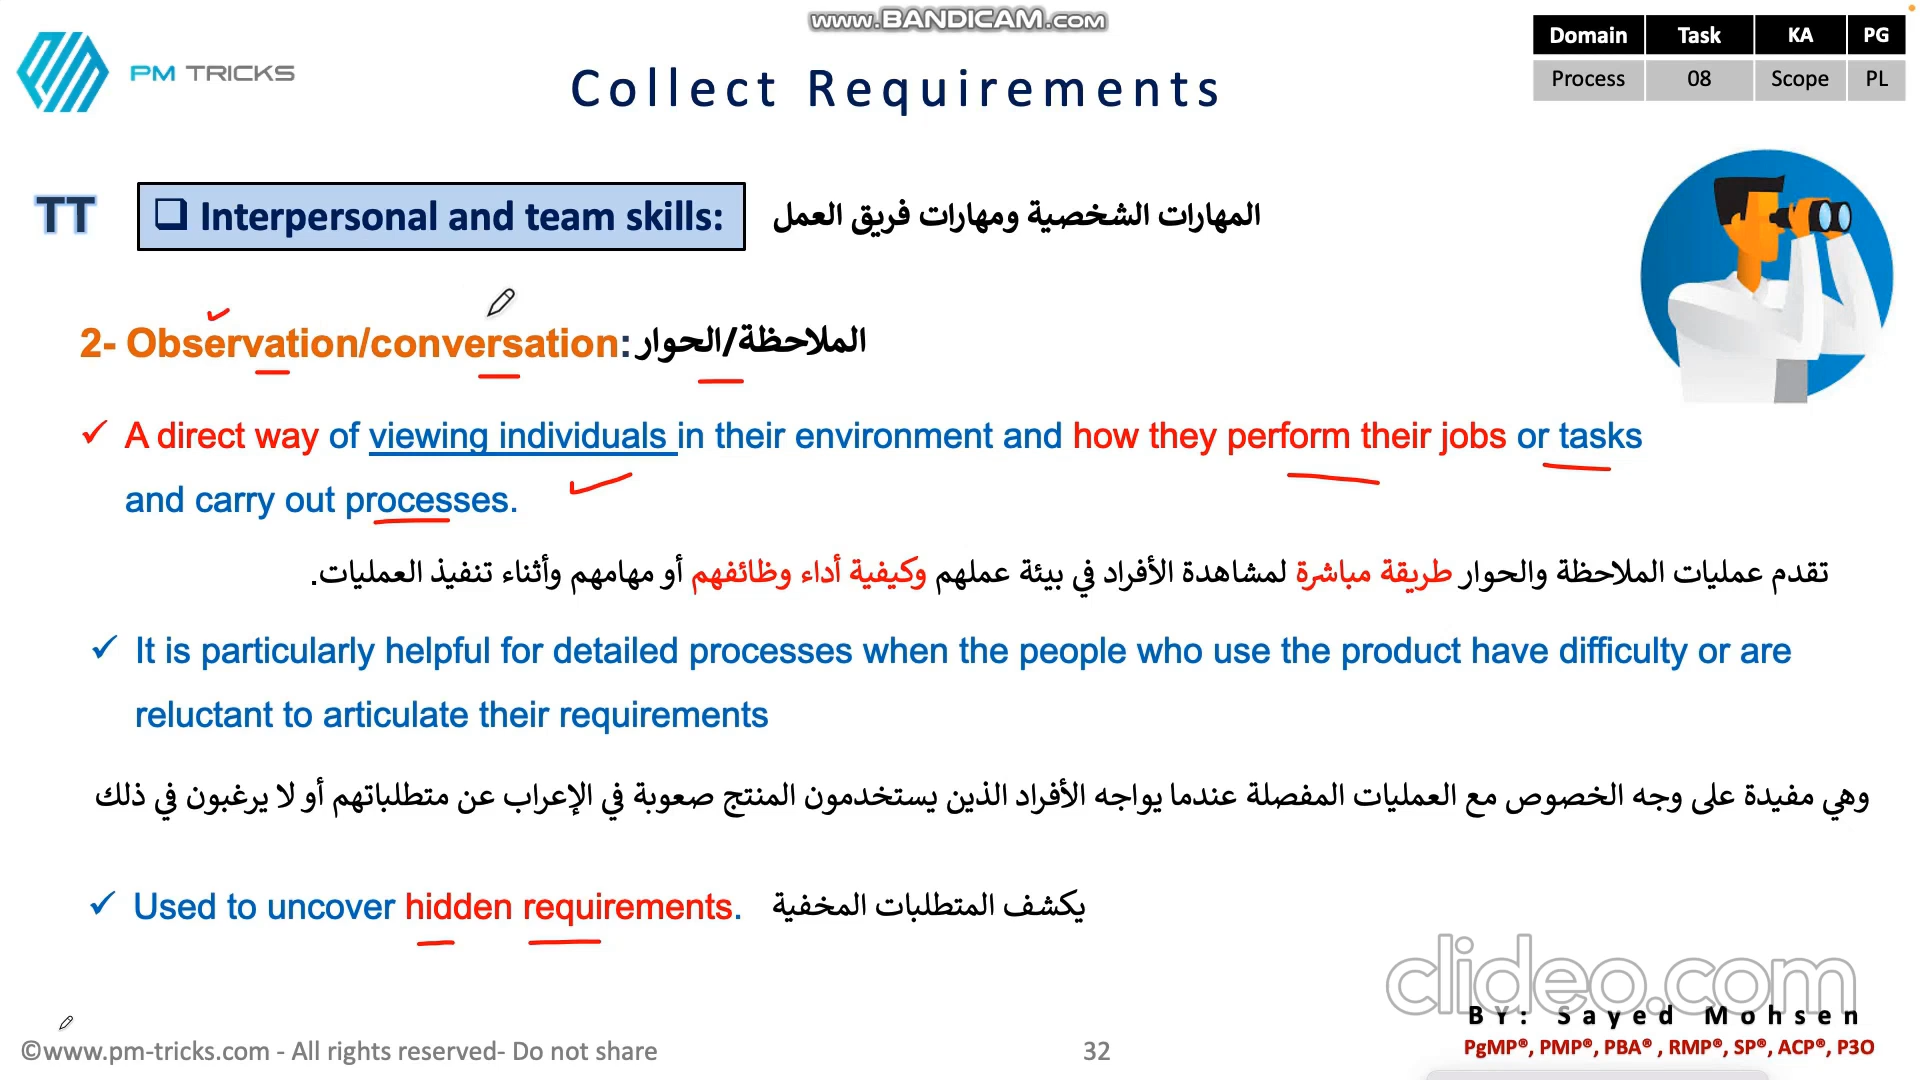 www.BANDICAM.com
PM TRICKS
Collect Requirements
Domain Task KA PG
Process 08 Scope PL
TT
❑ Interpersonal and team skills: المهارات الشخصية ومهارات فريق العمل
2- Observation/conversation: الملاحظة/الحوار
✓ A direct way of viewing individuals in their environment and how they perform their jobs or tasks
and carry out processes.
تقدم عمليات الملاحظة والحوار طريقة مباشرة لمشاهدة الأفراد في بيئة عملهم وكيفية أداء وظائفهم أو مهامهم وأثناء تنفيذ العمليات.
✓ It is particularly helpful for detailed processes when the people who use the product have difficulty or are
reluctant to articulate their requirements
وهي مفيدة على وجه الخصوص مع العمليات المفصلة عندما يواجه الأفراد الذين يستخدمون المنتج صعوبة في الإعراب عن متطلباتهم أو لا يرغبون في ذلك
✓ Used to uncover hidden requirements. يكشف المتطلبات المخفية
clideo.com
BY: Sayed Mohsen
©www.pm-tricks.com - All rights reserved- Do not share
32
PgMP®, PMP®, PBA® , RMP®, SP®, ACP®, P3O